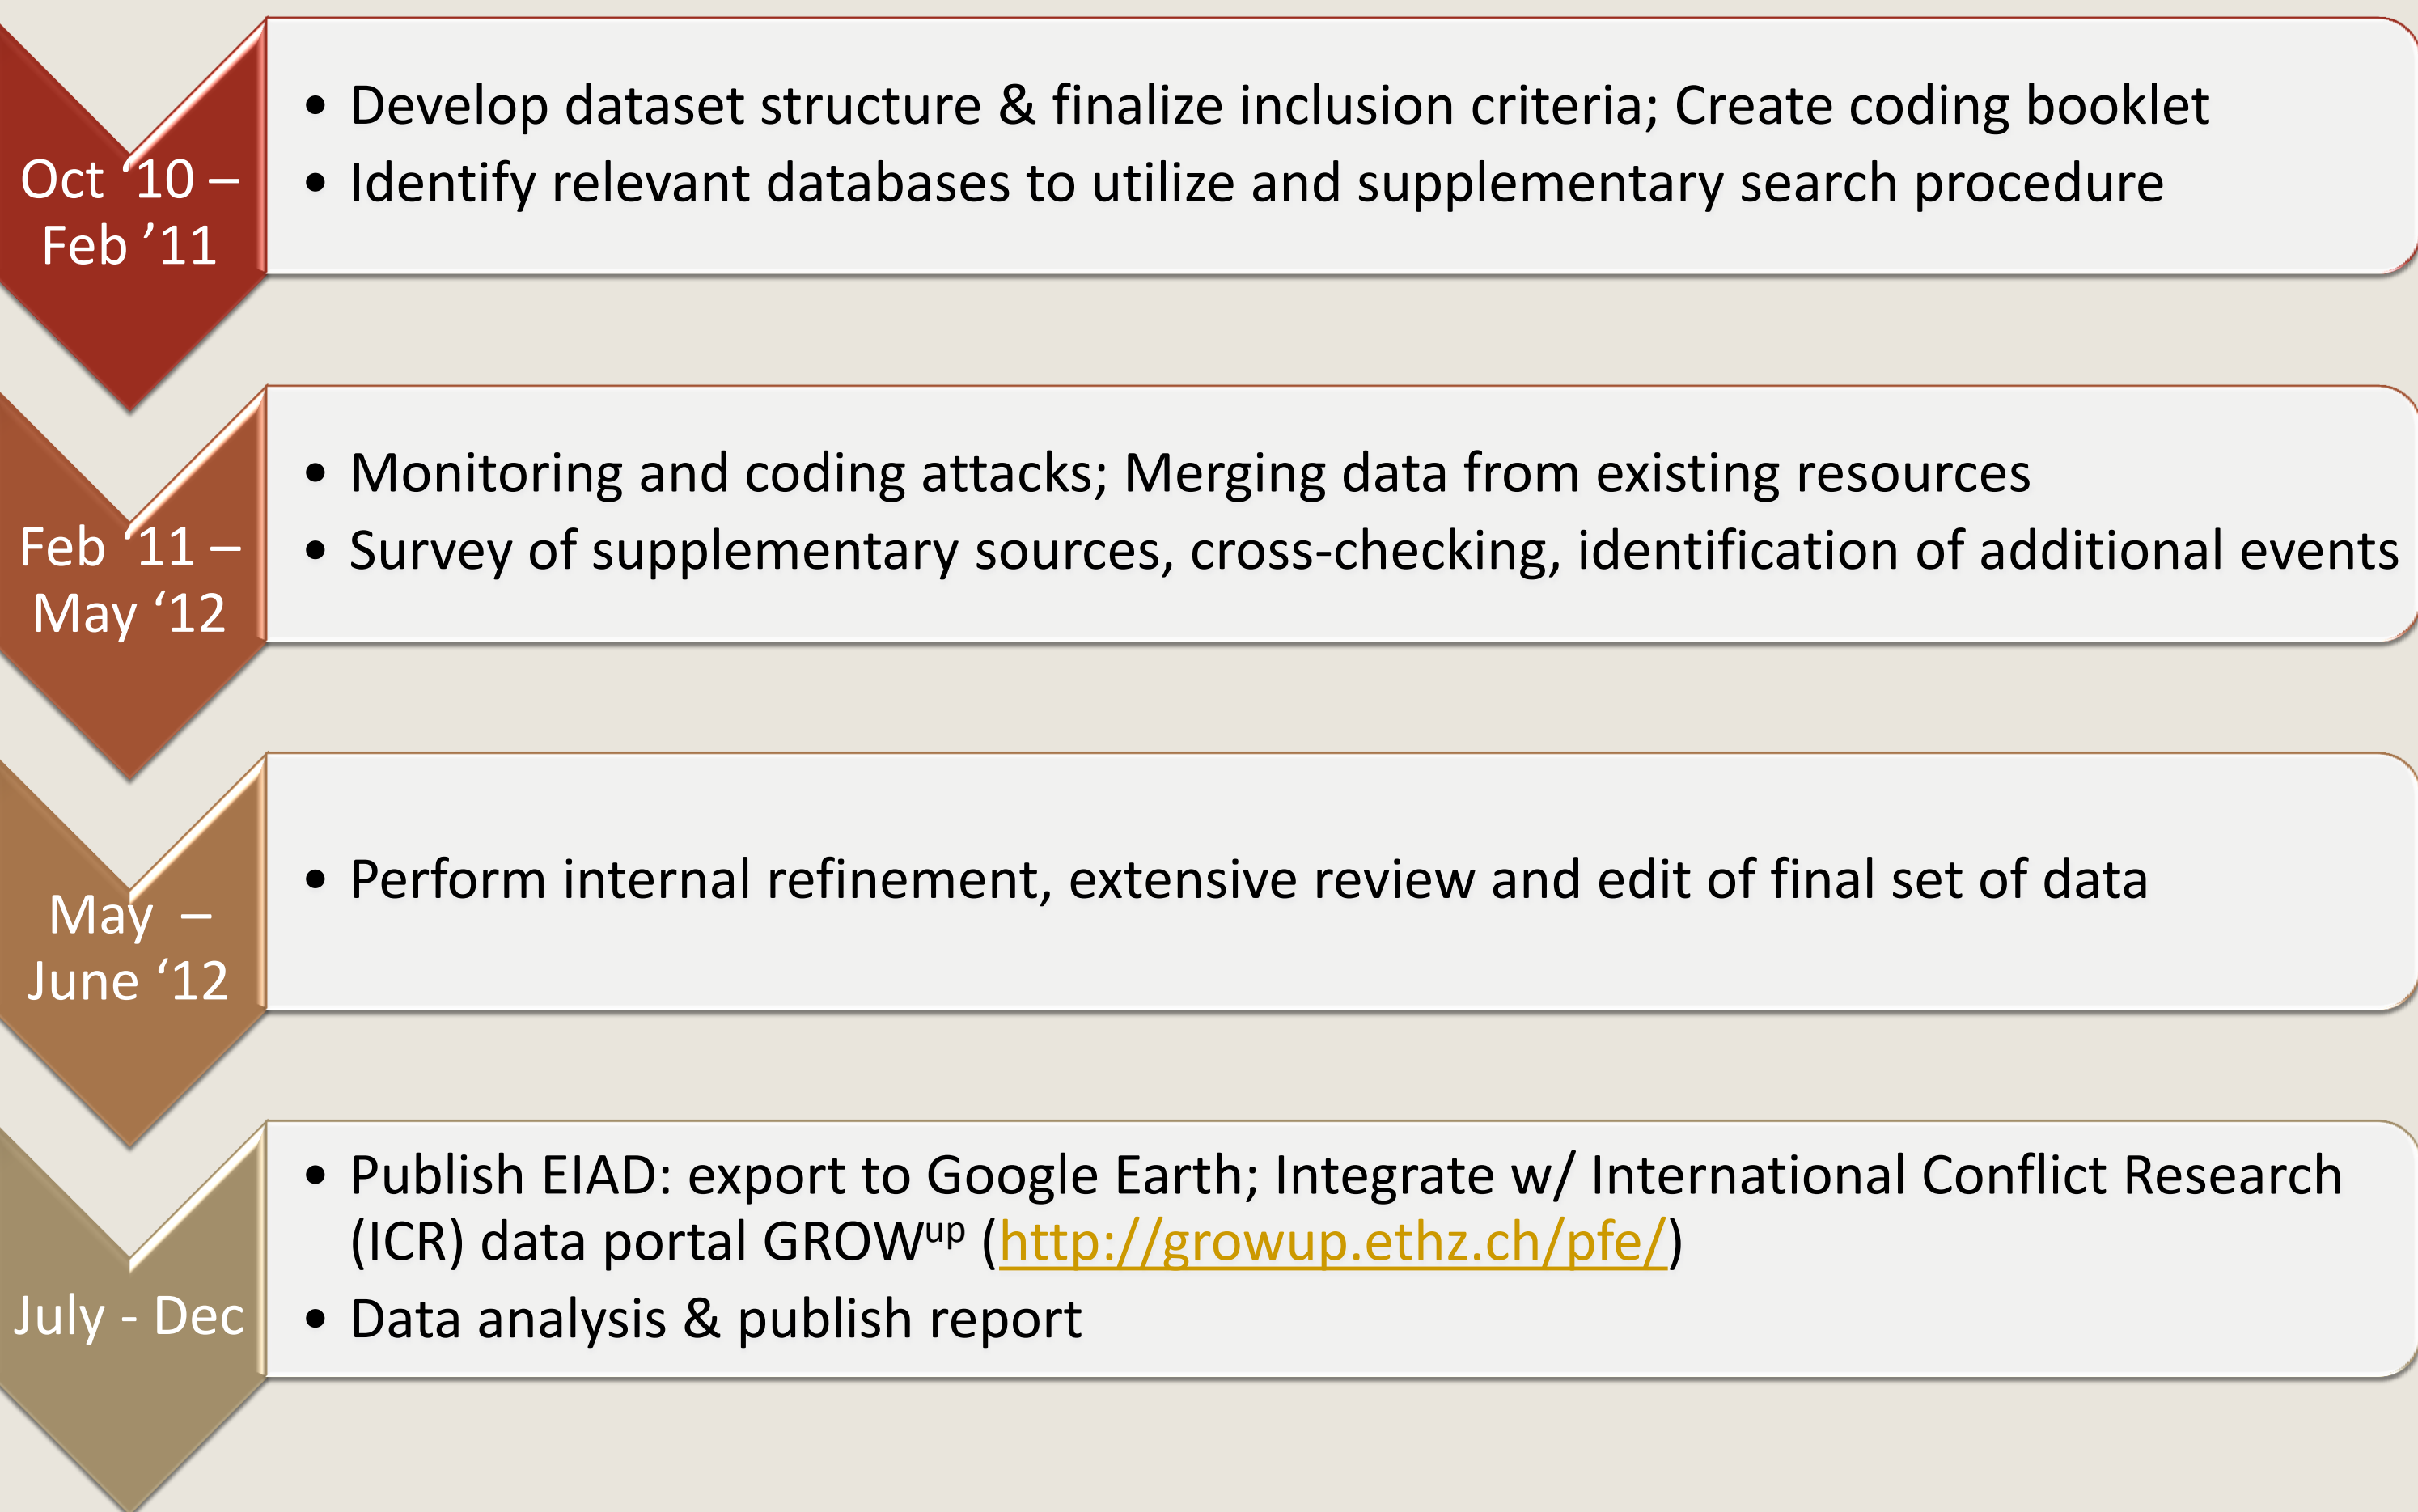 Oct ‘10 –
Feb ’11
• Develop dataset structure & finalize inclusion criteria; Create coding booklet
• Identify relevant databases to utilize and supplementary search procedure
Feb ‘11 –
May ‘12
• Monitoring and coding attacks; Merging data from existing resources
• Survey of supplementary sources, cross-checking, identification of additional events
May –
June ‘12
• Perform internal refinement, extensive review and edit of final set of data
July - Dec
• Publish EIAD: export to Google Earth; Integrate w/ International Conflict Research
(ICR) data portal GROWup (http://growup.ethz.ch/pfe/)
• Data analysis & publish report